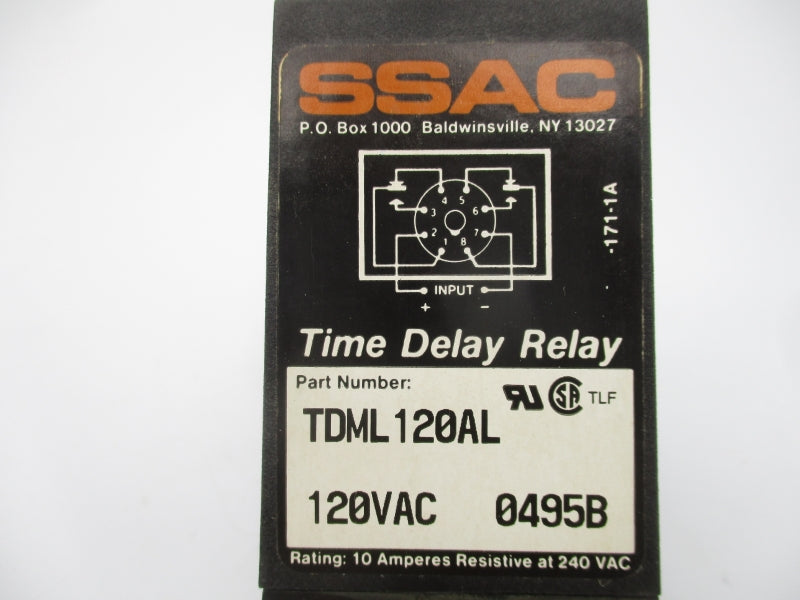 SSAC
P.O. Box 1000 Baldwinsville, NY 13027
4 5
3 6
2 7
1 8
-171-1A
INPUT
+ −
Time Delay Relay
Part Number:
TLF
TDML120AL
120VAC 0495B
Rating: 10 Amperes Resistive at 240 VAC